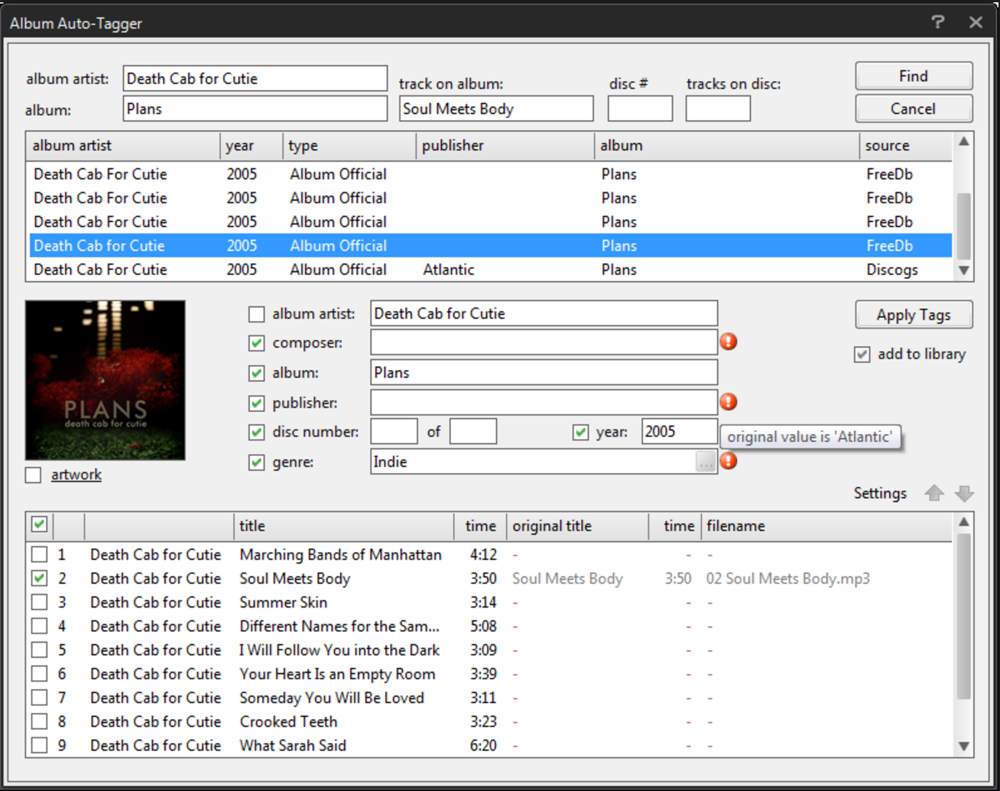 Album Auto-Tagger ?
album artist: Death Cab for Cutie track on album: disc # tracks on disc: Find
album: Plans Soul Meets Body Cancel
album artist year type publisher album source
Death Cab For Cutie 2005 Album Official Plans FreeDb
Death Cab For Cutie 2005 Album Official Plans FreeDb
Death Cab For Cutie 2005 Album Official Plans FreeDb
Death Cab for Cutie 2005 Album Official Plans FreeDb
Death Cab For Cutie 2005 Album Official Atlantic Plans Discogs
PLANS
death cab for cutie
album artist: Death Cab for Cutie Apply Tags
composer: ! add to library
album: Plans
publisher: !
disc number: of year: 2005 original value is 'Atlantic'
genre: Indie ... !
artwork
Settings
title time original title time filename
1 Death Cab for Cutie Marching Bands of Manhattan 4:12 - - -
2 Death Cab for Cutie Soul Meets Body 3:50 Soul Meets Body 3:50 02 Soul Meets Body.mp3
3 Death Cab for Cutie Summer Skin 3:14 - - -
4 Death Cab for Cutie Different Names for the Sam... 5:08 - - -
5 Death Cab for Cutie I Will Follow You into the Dark 3:09 - - -
6 Death Cab for Cutie Your Heart Is an Empty Room 3:39 - - -
7 Death Cab for Cutie Someday You Will Be Loved 3:11 - - -
8 Death Cab for Cutie Crooked Teeth 3:23 - - -
9 Death Cab for Cutie What Sarah Said 6:20 - - -